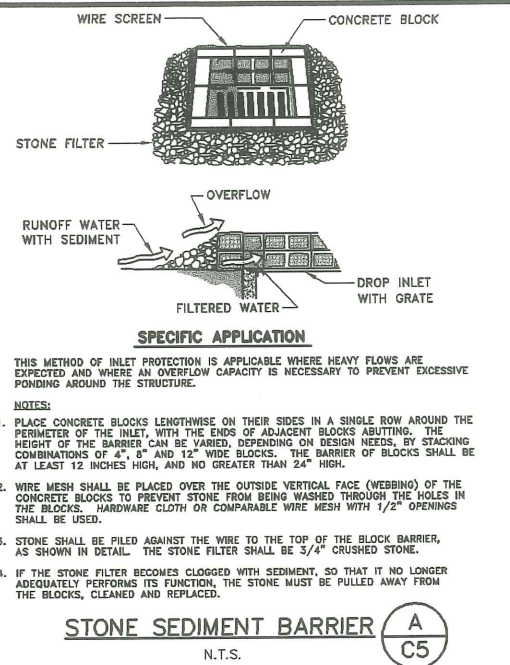 WIRE SCREEN
CONCRETE BLOCK
STONE FILTER
OVERFLOW
RUNOFF WATER
WITH SEDIMENT
DROP INLET
WITH GRATE
FILTERED WATER
SPECIFIC APPLICATION
THIS METHOD OF INLET PROTECTION IS APPLICABLE WHERE HEAVY FLOWS ARE
EXPECTED AND WHERE AN OVERFLOW CAPACITY IS NECESSARY TO PREVENT EXCESSIVE
PONDING AROUND THE STRUCTURE.
NOTES:
1. PLACE CONCRETE BLOCKS LENGTHWISE ON THEIR SIDES IN A SINGLE ROW AROUND THE
PERIMETER OF THE INLET, WITH THE ENDS OF ADJACENT BLOCKS ABUTTING. THE
HEIGHT OF THE BARRIER CAN BE VARIED, DEPENDING ON DESIGN NEEDS, BY STACKING
COMBINATIONS OF 4", 8" AND 12" WIDE BLOCKS. THE BARRIER OF BLOCKS SHALL BE
AT LEAST 12 INCHES HIGH, AND NO GREATER THAN 24" HIGH.
2. WIRE MESH SHALL BE PLACED OVER THE OUTSIDE VERTICAL FACE (WEBBING) OF THE
CONCRETE BLOCKS TO PREVENT STONE FROM BEING WASHED THROUGH THE HOLES IN
THE BLOCKS. HARDWARE CLOTH OR COMPARABLE WIRE MESH WITH 1/2" OPENINGS
SHALL BE USED.
3. STONE SHALL BE PILED AGAINST THE WIRE TO THE TOP OF THE BLOCK BARRIER,
AS SHOWN IN DETAIL. THE STONE FILTER SHALL BE 3/4" CRUSHED STONE.
4. IF THE STONE FILTER BECOMES CLOGGED WITH SEDIMENT, SO THAT IT NO LONGER
ADEQUATELY PERFORMS ITS FUNCTION, THE STONE MUST BE PULLED AWAY FROM
THE BLOCKS, CLEANED AND REPLACED.
STONE SEDIMENT BARRIER
A
C5
N.T.S.